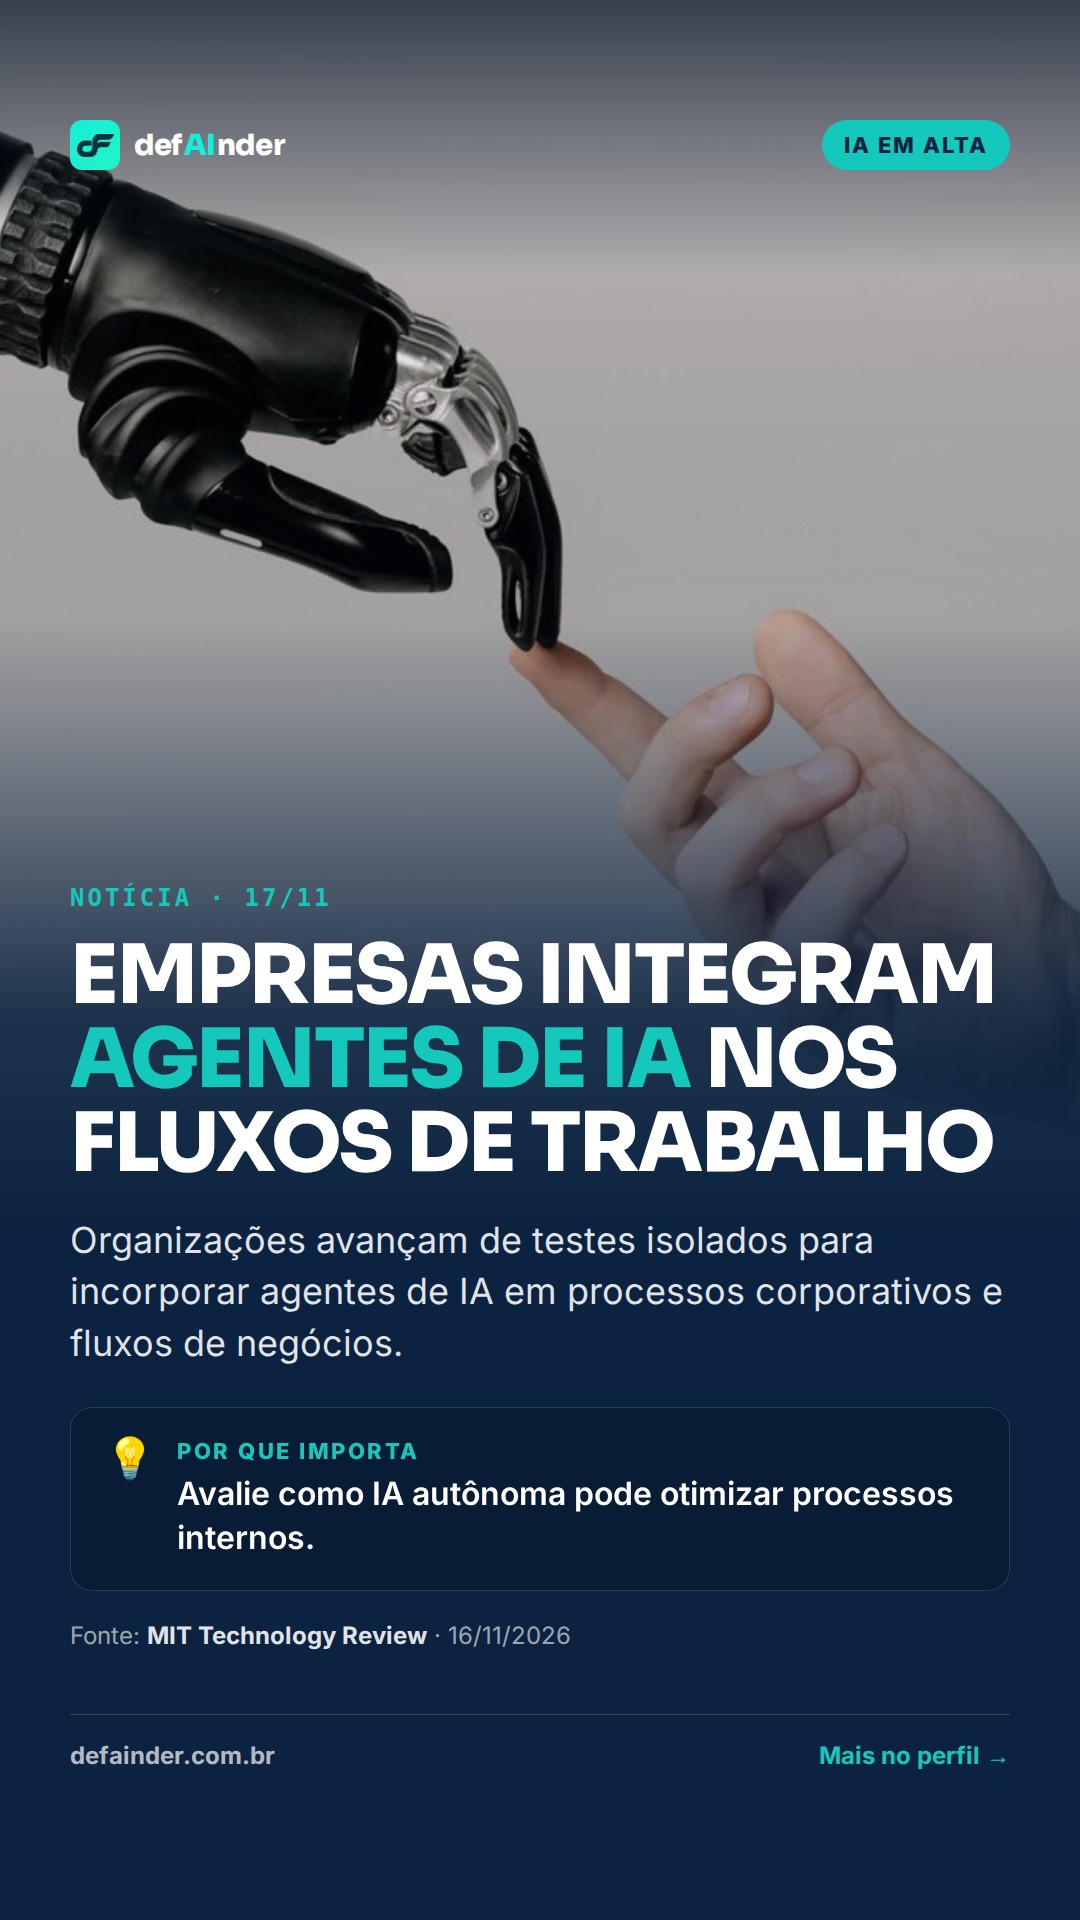 defAInder
IA EM ALTA
NOTÍCIA · 17/11
EMPRESAS INTEGRAM
AGENTES DE IA NOS
FLUXOS DE TRABALHO
Organizações avançam de testes isolados para
incorporar agentes de IA em processos corporativos e
fluxos de negócios.
POR QUE IMPORTA
Avalie como IA autônoma pode otimizar processos
internos.
Fonte: MIT Technology Review · 16/11/2026
defainder.com.br
Mais no perfil →